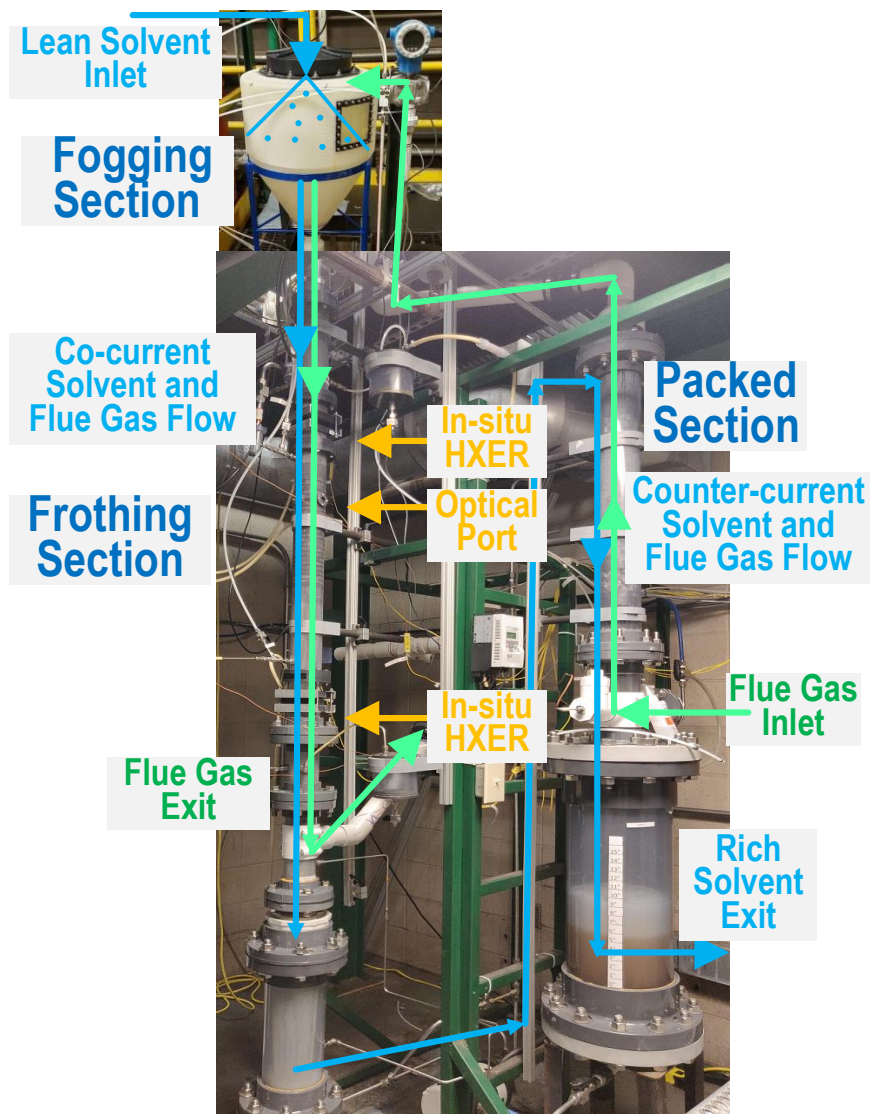 Lean Solvent
Inlet
Fogging
Section
Co-current
Solvent and
Flue Gas Flow
In-situ
HXER
Packed
Section
Optical
Port
Counter-current
Solvent and
Flue Gas Flow
Frothing
Section
In-situ
HXER
Flue Gas
Inlet
Flue Gas
Exit
Rich
Solvent
Exit